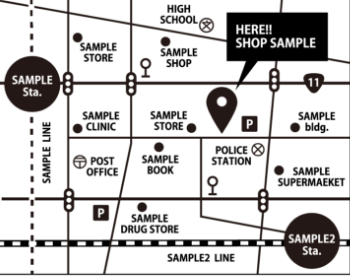 HIGH
SCHOOL
HERE!!
SHOP SAMPLE
SAMPLE
STORE
SAMPLE
SHOP
SAMPLE
Sta.
11
SAMPLE
CLINIC
SAMPLE
STORE
P
SAMPLE
bldg.
SAMPLE LINE
POST
OFFICE
SAMPLE
BOOK
POLICE
STATION
SAMPLE
SUPERMAEKET
P
SAMPLE
DRUG STORE
SAMPLE2
Sta.
SAMPLE2 LINE